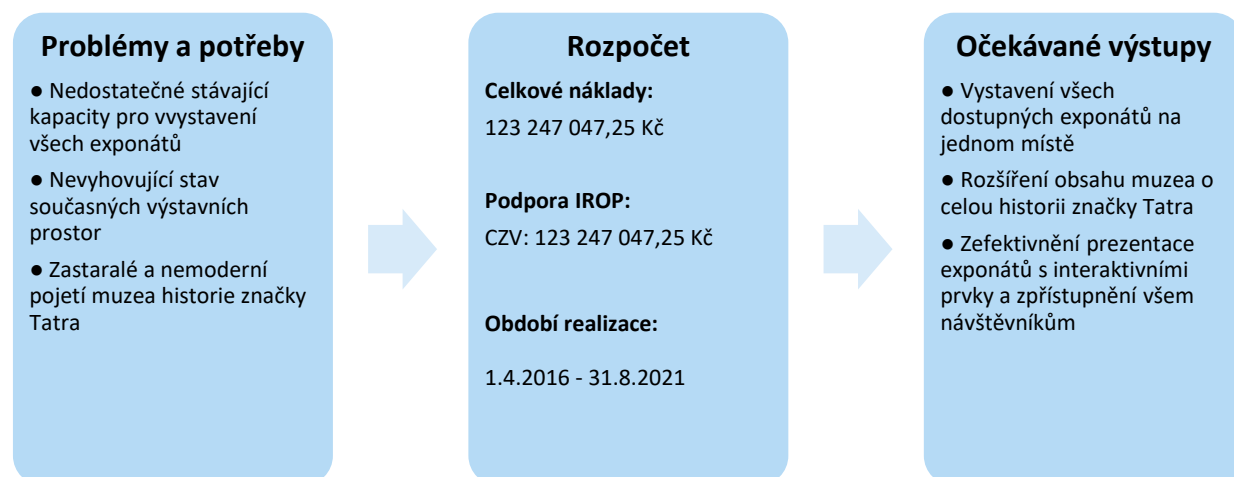 Problémy a potřeby
● Nedostatečné stávající
kapacity pro vvystavení
všech exponátů
● Nevyhovující stav
současných výstavních
prostor
● Zastaralé a nemoderní
pojetí muzea historie značky
Tatra
Rozpočet
Celkové náklady:
123 247 047,25 Kč
Podpora IROP:
CZV: 123 247 047,25 Kč
Období realizace:
1.4.2016 - 31.8.2021
Očekávané výstupy
● Vystavení všech
dostupných exponátů na
jednom místě
● Rozšíření obsahu muzea o
celou historii značky Tatra
● Zefektivnění prezentace
exponátů s interaktivními
prvky a zpřístupnění všem
návštěvníkům